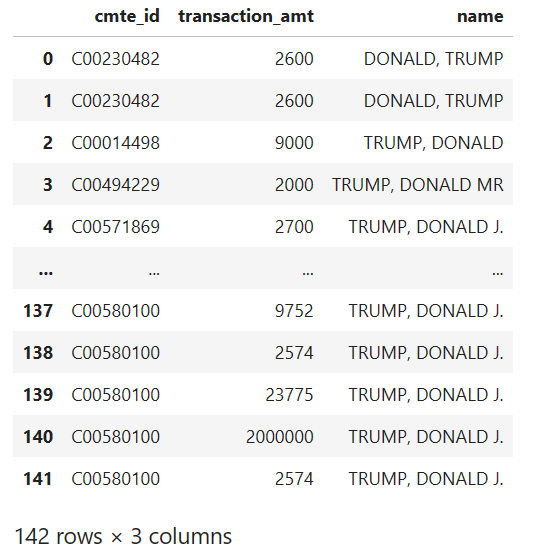 cmte_id transaction_amt name
0 C00230482 2600 DONALD, TRUMP
1 C00230482 2600 DONALD, TRUMP
2 C00014498 9000 TRUMP, DONALD
3 C00494229 2000 TRUMP, DONALD MR
4 C00571869 2700 TRUMP, DONALD J.
... ... ... ...
137 C00580100 9752 TRUMP, DONALD J.
138 C00580100 2574 TRUMP, DONALD J.
139 C00580100 23775 TRUMP, DONALD J.
140 C00580100 2000000 TRUMP, DONALD J.
141 C00580100 2574 TRUMP, DONALD J.
142 rows × 3 columns